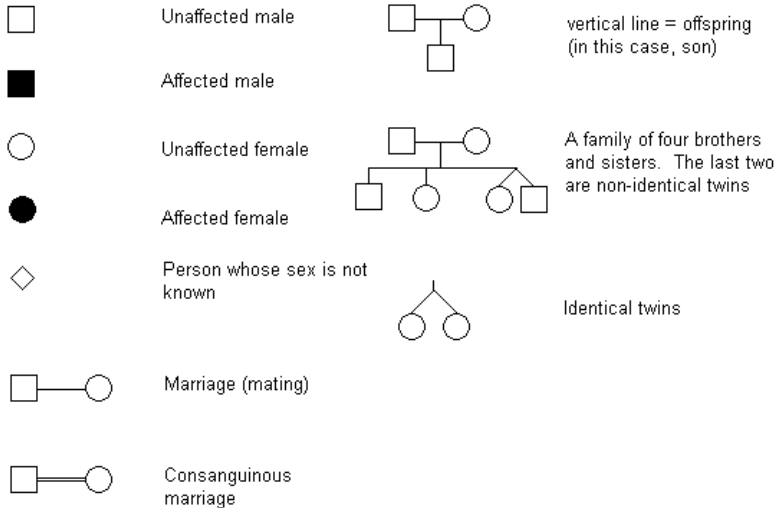 Unaffected male
Affected male
Unaffected female
Affected female
Person whose sex is not
known
Marriage (mating)
Consanguinous
marriage
vertical line = offspring
(in this case, son)
A family of four brothers
and sisters.  The last two
are non-identical twins
Identical twins